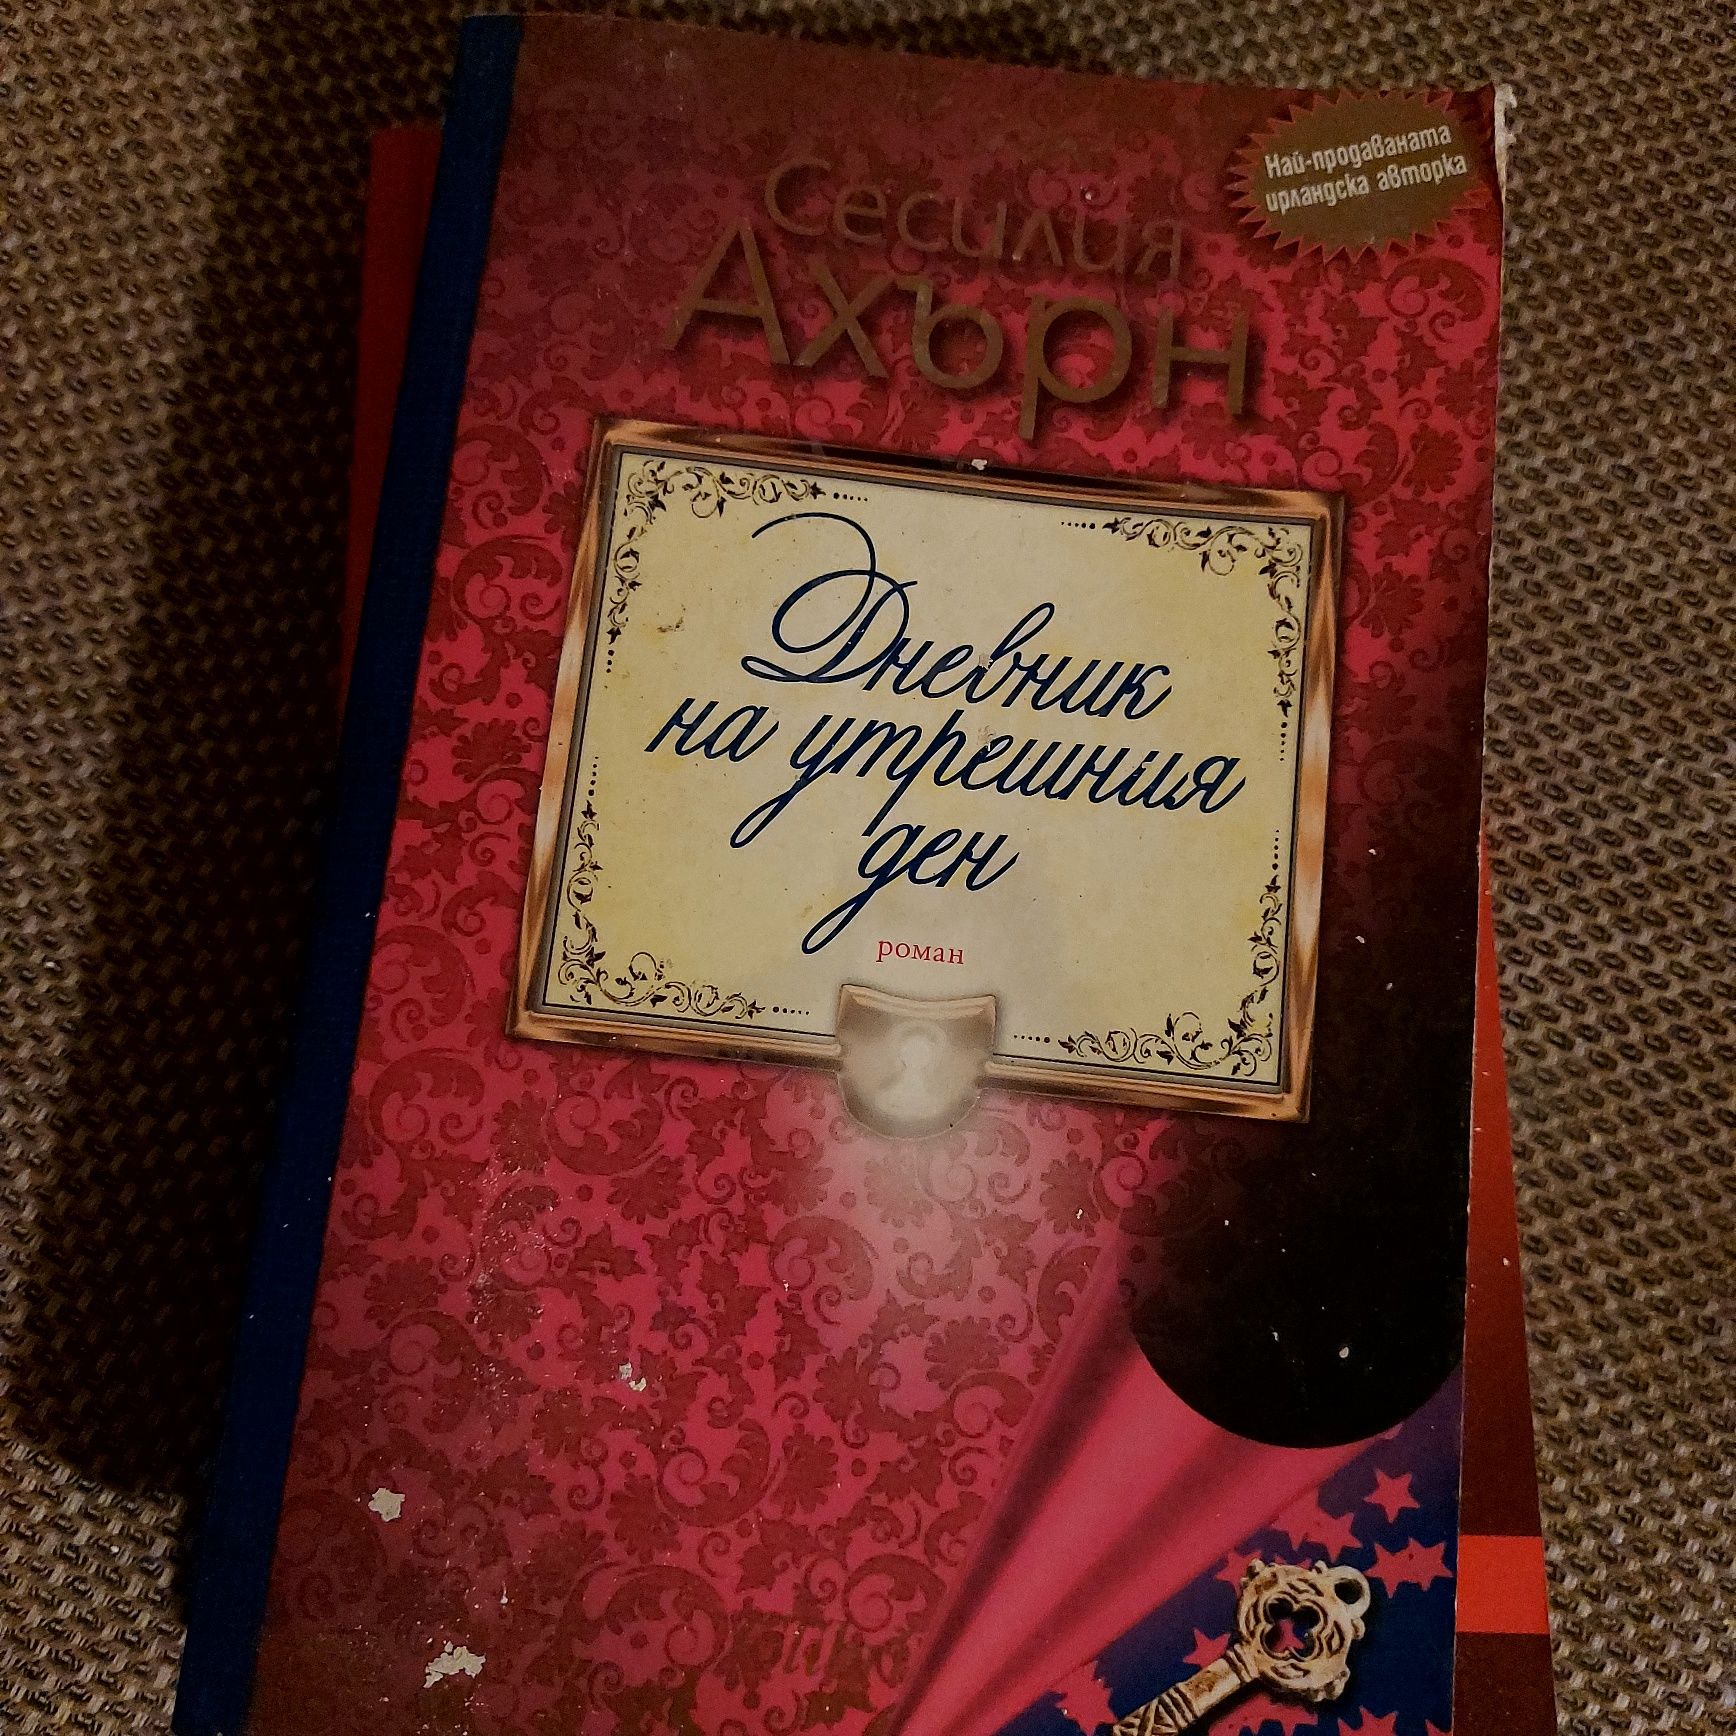 Най-продаваната
ирландска авторка
Сесилия
Ахърн
Дневник
на утрешния
ден
роман